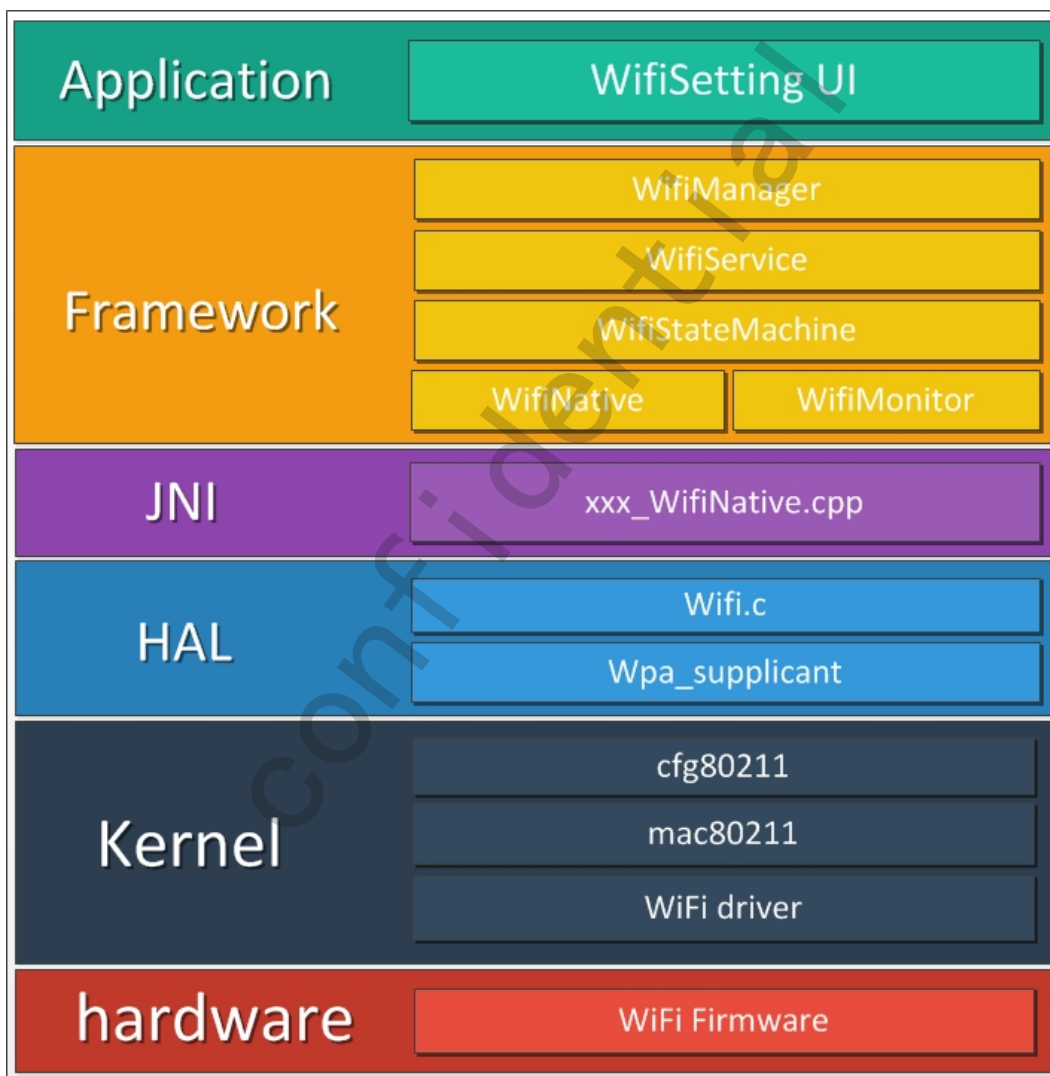 Application
WifiSetting UI
Framework
WifiManager
WifiService
WifiStateMachine
WifiNative
WifiMonitor
JNI
xxx_WifiNative.cpp
HAL
Wifi.c
Wpa_supplicant
Kernel
cfg80211
mac80211
WiFi driver
hardware
WiFi Firmware
confidential